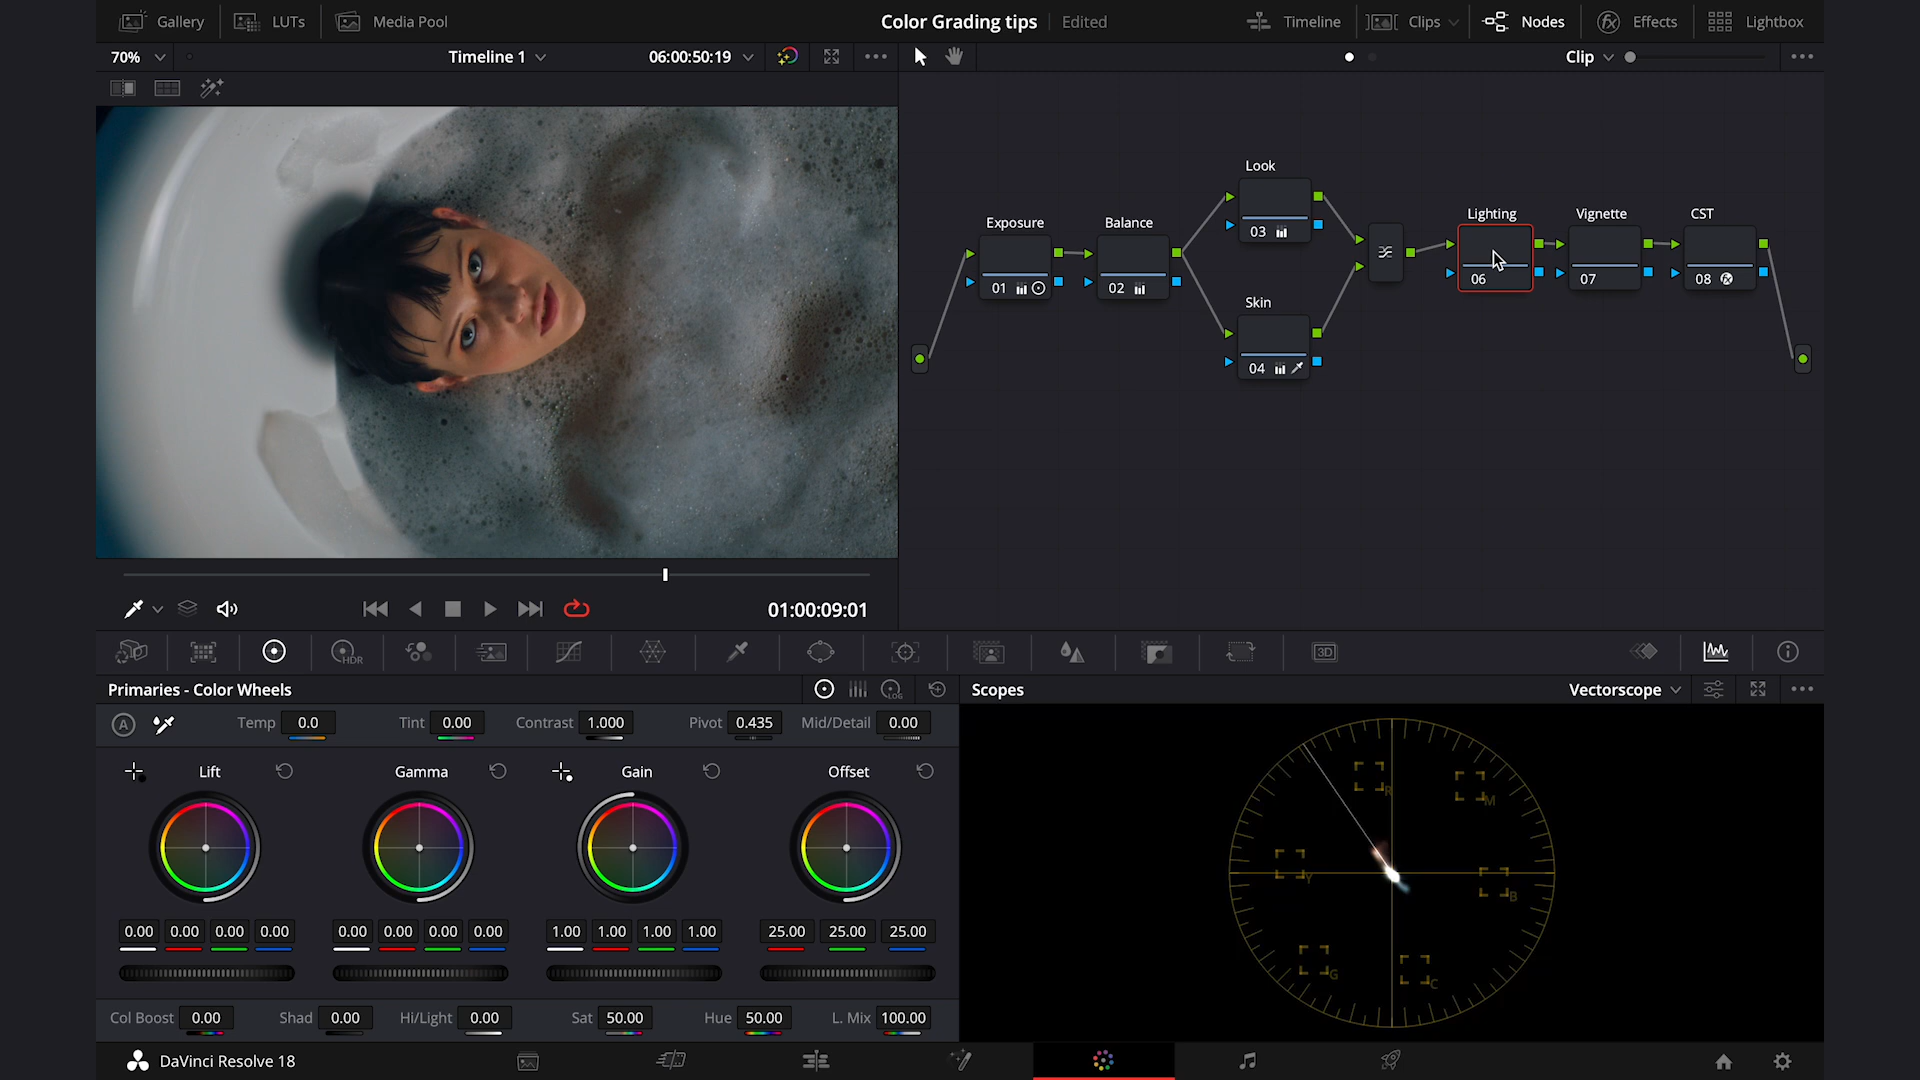 Gallery LUTs Media Pool Color Grading tips Edited Timeline Clips Nodes Effects Lightbox
70% Timeline 1 06:00:50:19 Clip
Look
Exposure Balance Lighting Vignette CST
03
01 02 06 07 08
Skin
04
01:00:09:01
HDR 3D
Primaries - Color Wheels LOG Scopes Vectorscope
A Temp 0.0 Tint 0.00 Contrast 1.000 Pivot 0.435 Mid/Detail 0.00
Lift Gamma Gain Offset
R M
Y B
G C
0.00 0.00 0.00 0.00 0.00 0.00 0.00 0.00 1.00 1.00 1.00 1.00 25.00 25.00 25.00
Col Boost 0.00 Shad 0.00 Hi/Light 0.00 Sat 50.00 Hue 50.00 L. Mix 100.00
DaVinci Resolve 18